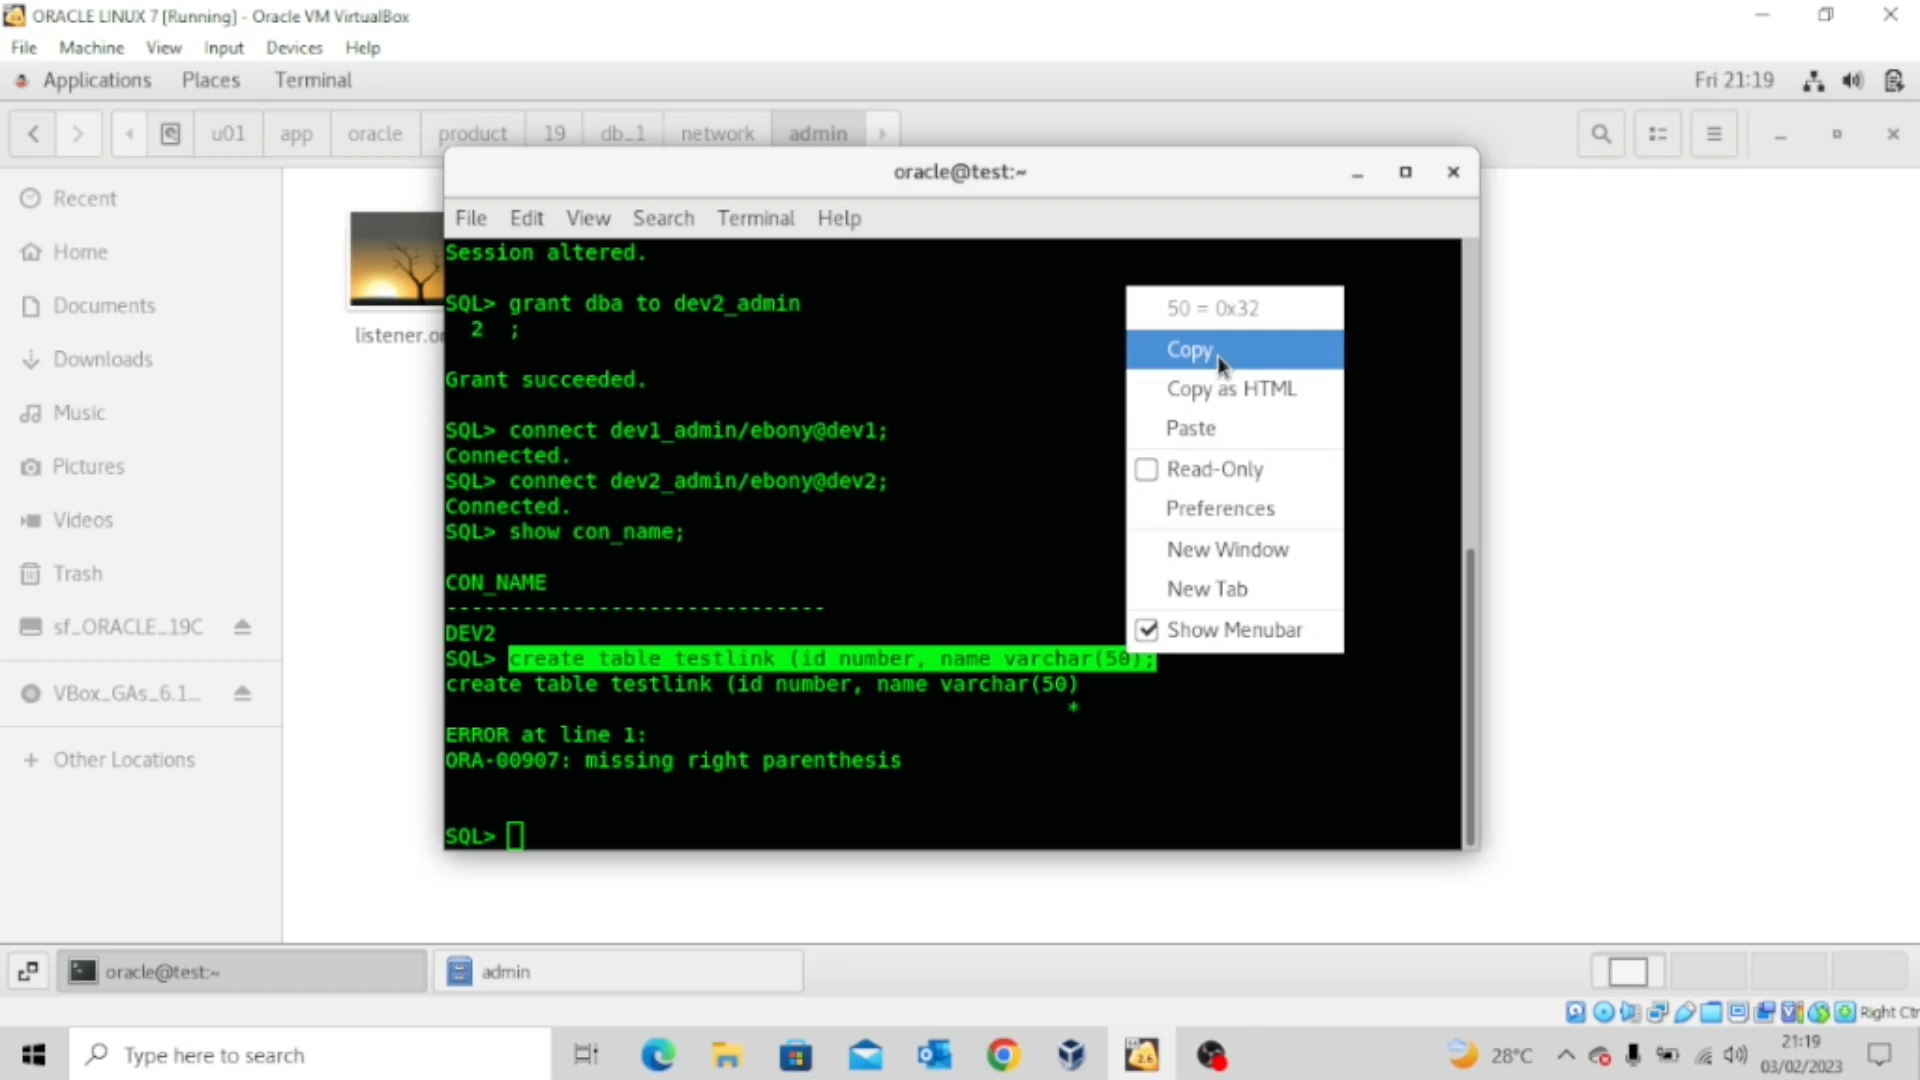 ORACLE LINUX 7 [Running] - Oracle VM VirtualBox
File Machine View Input Devices Help
Applications Places Terminal Fri 21:19
u01 app oracle product 19 db_1 network admin
Recent
Home
Documents
Downloads
Music
Pictures
Videos
Trash
sf_ORACLE_19C
VBox_GAs_6.1...
+ Other Locations
listener.or
oracle@test:~
File Edit View Search Terminal Help
Session altered.
SQL> grant dba to dev2_admin
2 ;
Grant succeeded.
SQL> connect dev1_admin/ebony@dev1;
Connected.
SQL> connect dev2_admin/ebony@dev2;
Connected.
SQL> show con_name;
CON_NAME
------------------------------
DEV2
SQL> create table testlink (id number, name varchar(50);
create table testlink (id number, name varchar(50)
*
ERROR at line 1:
ORA-00907: missing right parenthesis
SQL>
50 = 0x32
Copy
Copy as HTML
Paste
Read-Only
Preferences
New Window
New Tab
Show Menubar
oracle@test:~ admin
Right Ctr
Type here to search
28°C
21:19
03/02/2023